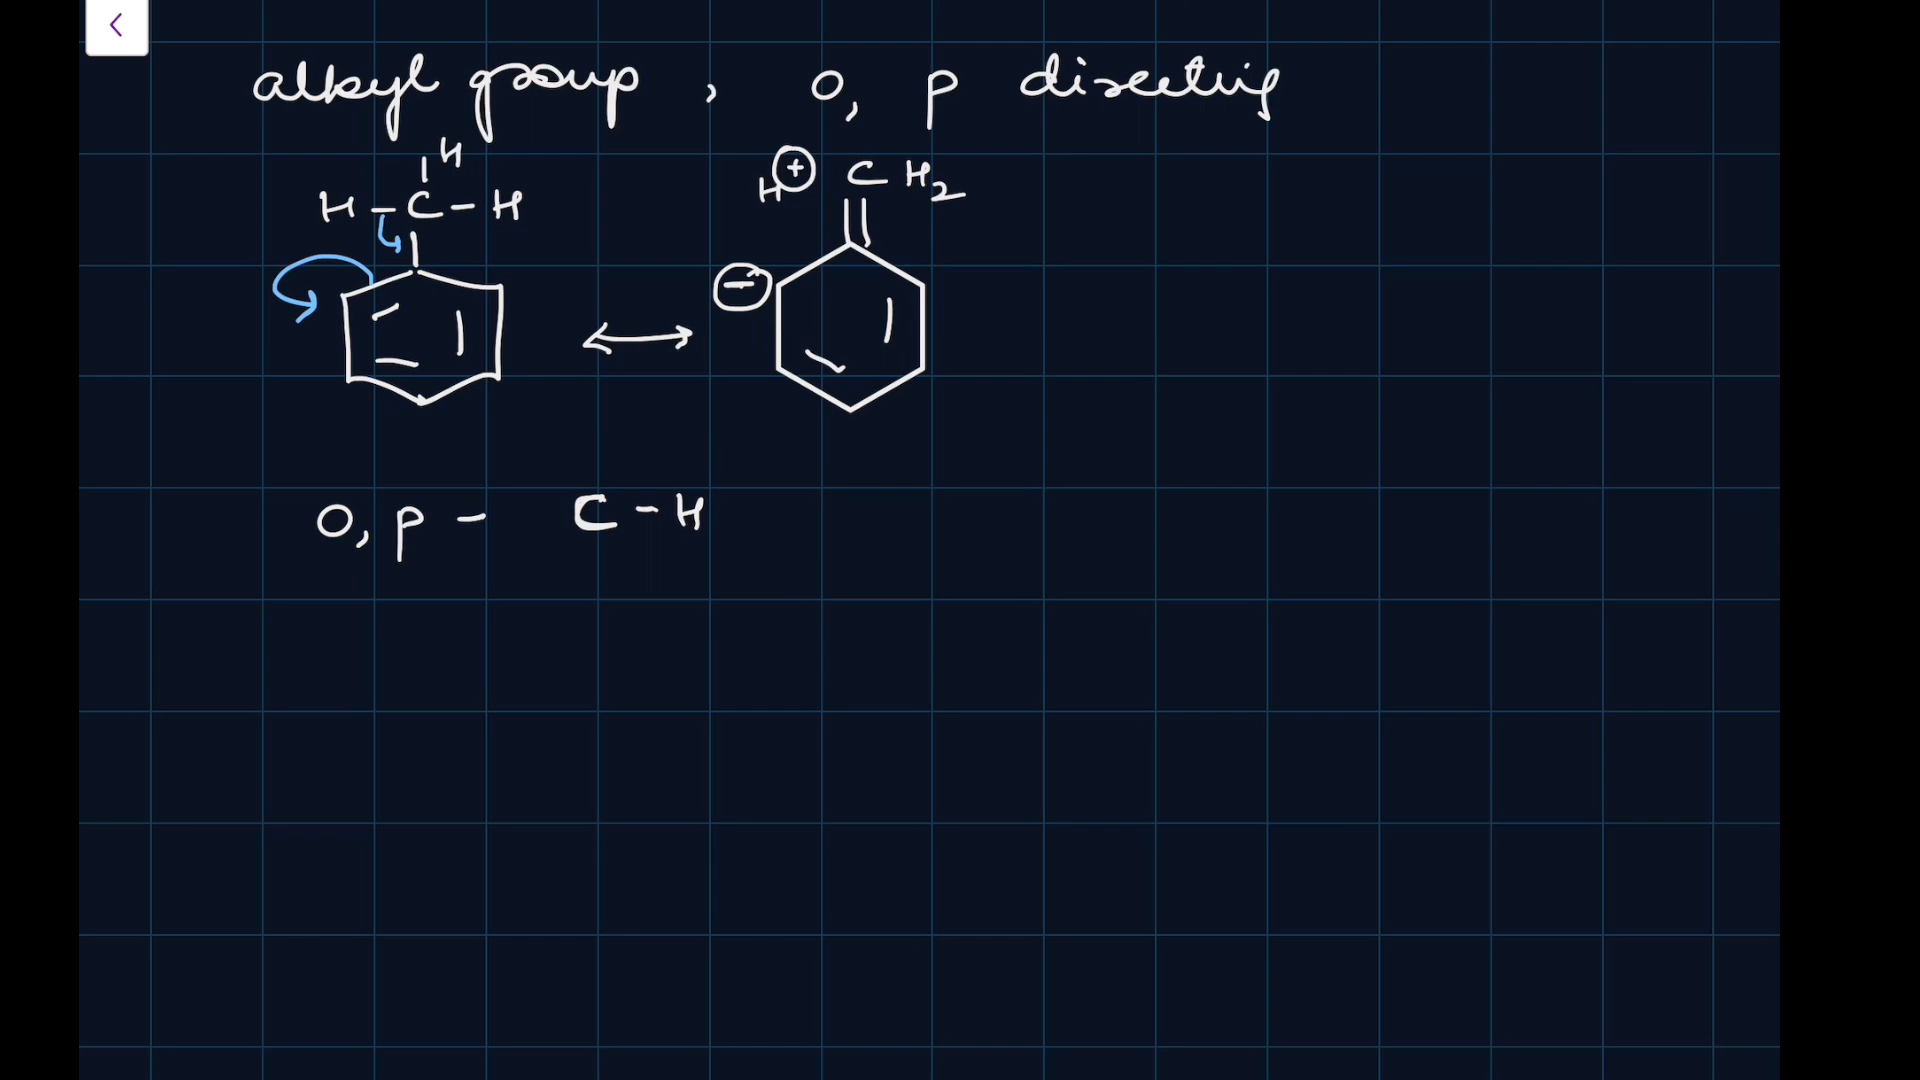 alkyl group, o, p directing
H
H - C - H
H⊕ CH₂
⊖
o, p - C - H